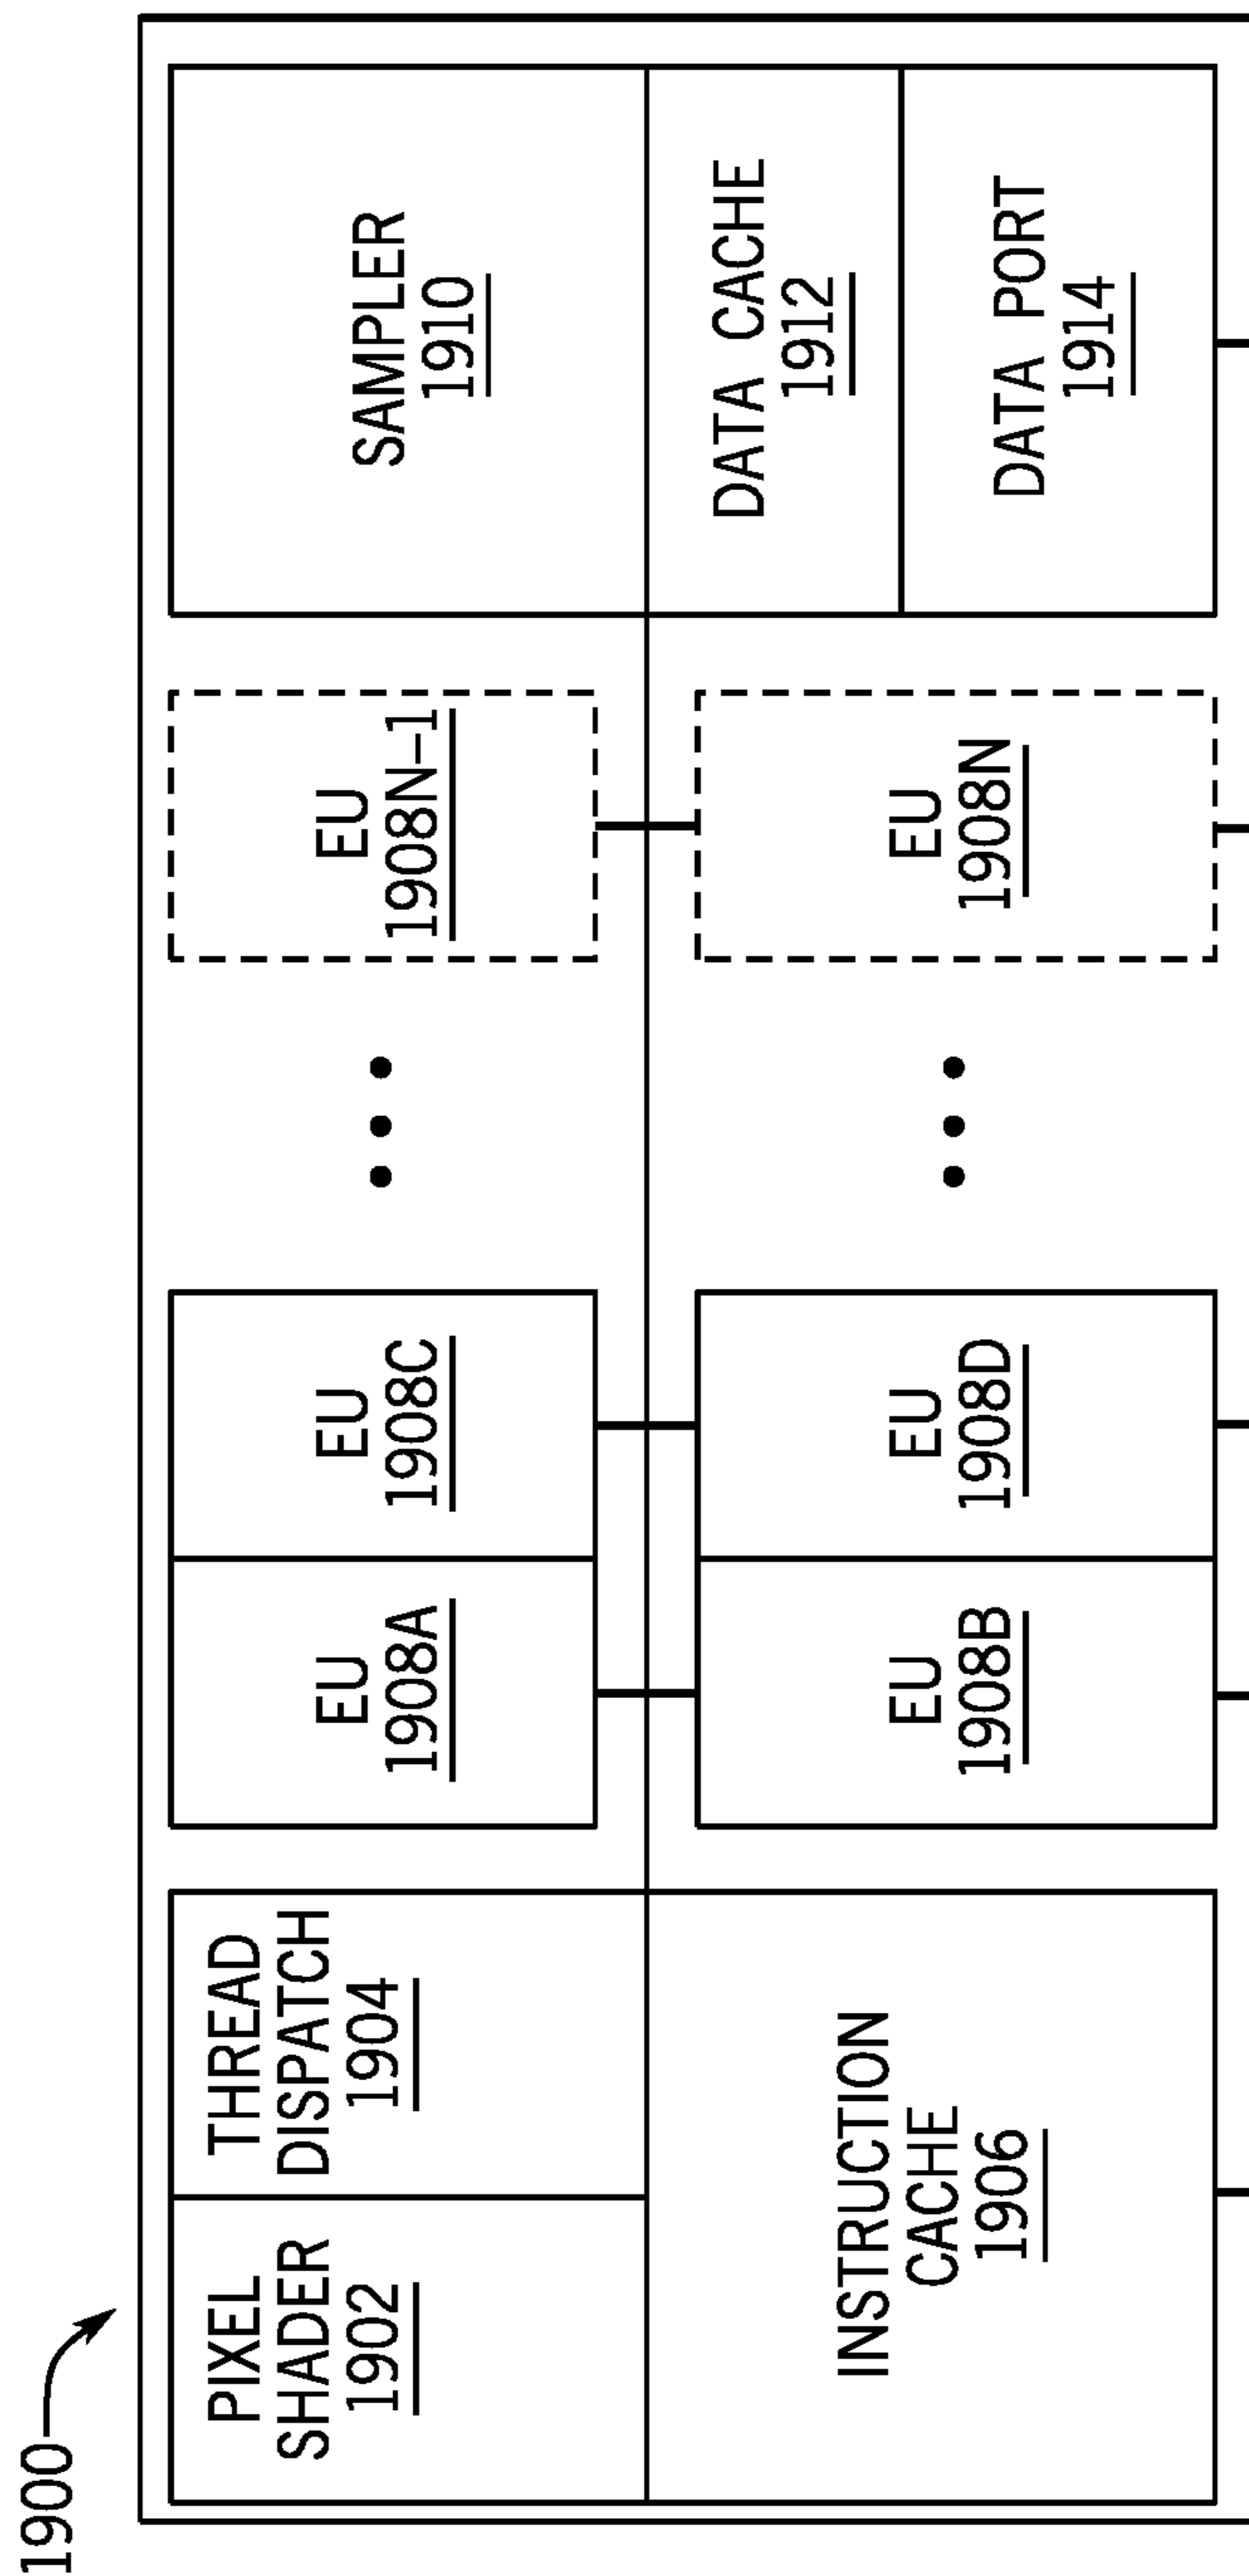 1900
PIXEL
SHADER
1902
THREAD
DISPATCH
1904
INSTRUCTION
CACHE
1906
EU
1908A
EU
1908C
EU
1908B
EU
1908D
EU
1908N-1
EU
1908N
SAMPLER
1910
DATA CACHE
1912
DATA PORT
1914